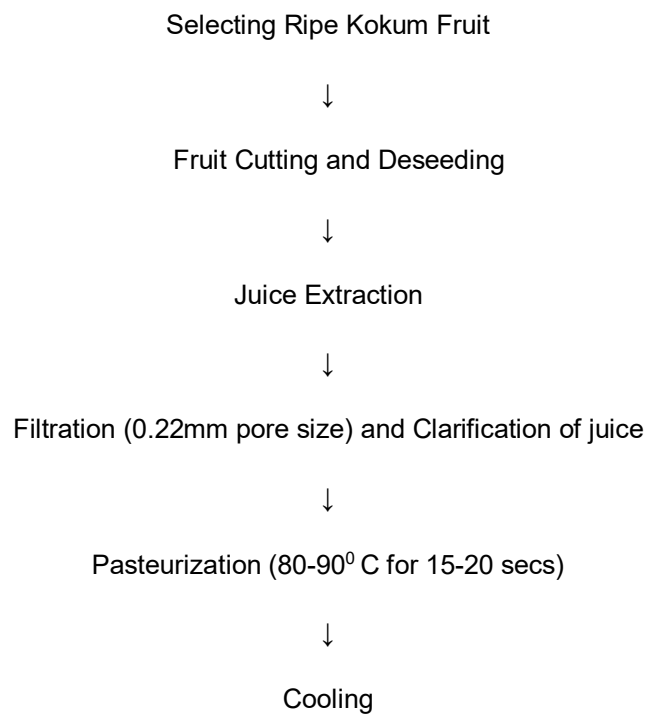 Selecting Ripe Kokum Fruit
↓
Fruit Cutting and Deseeding
↓
Juice Extraction
↓
Filtration (0.22mm pore size) and Clarification of juice
↓
Pasteurization (80-90⁰ C for 15-20 secs)
↓
Cooling